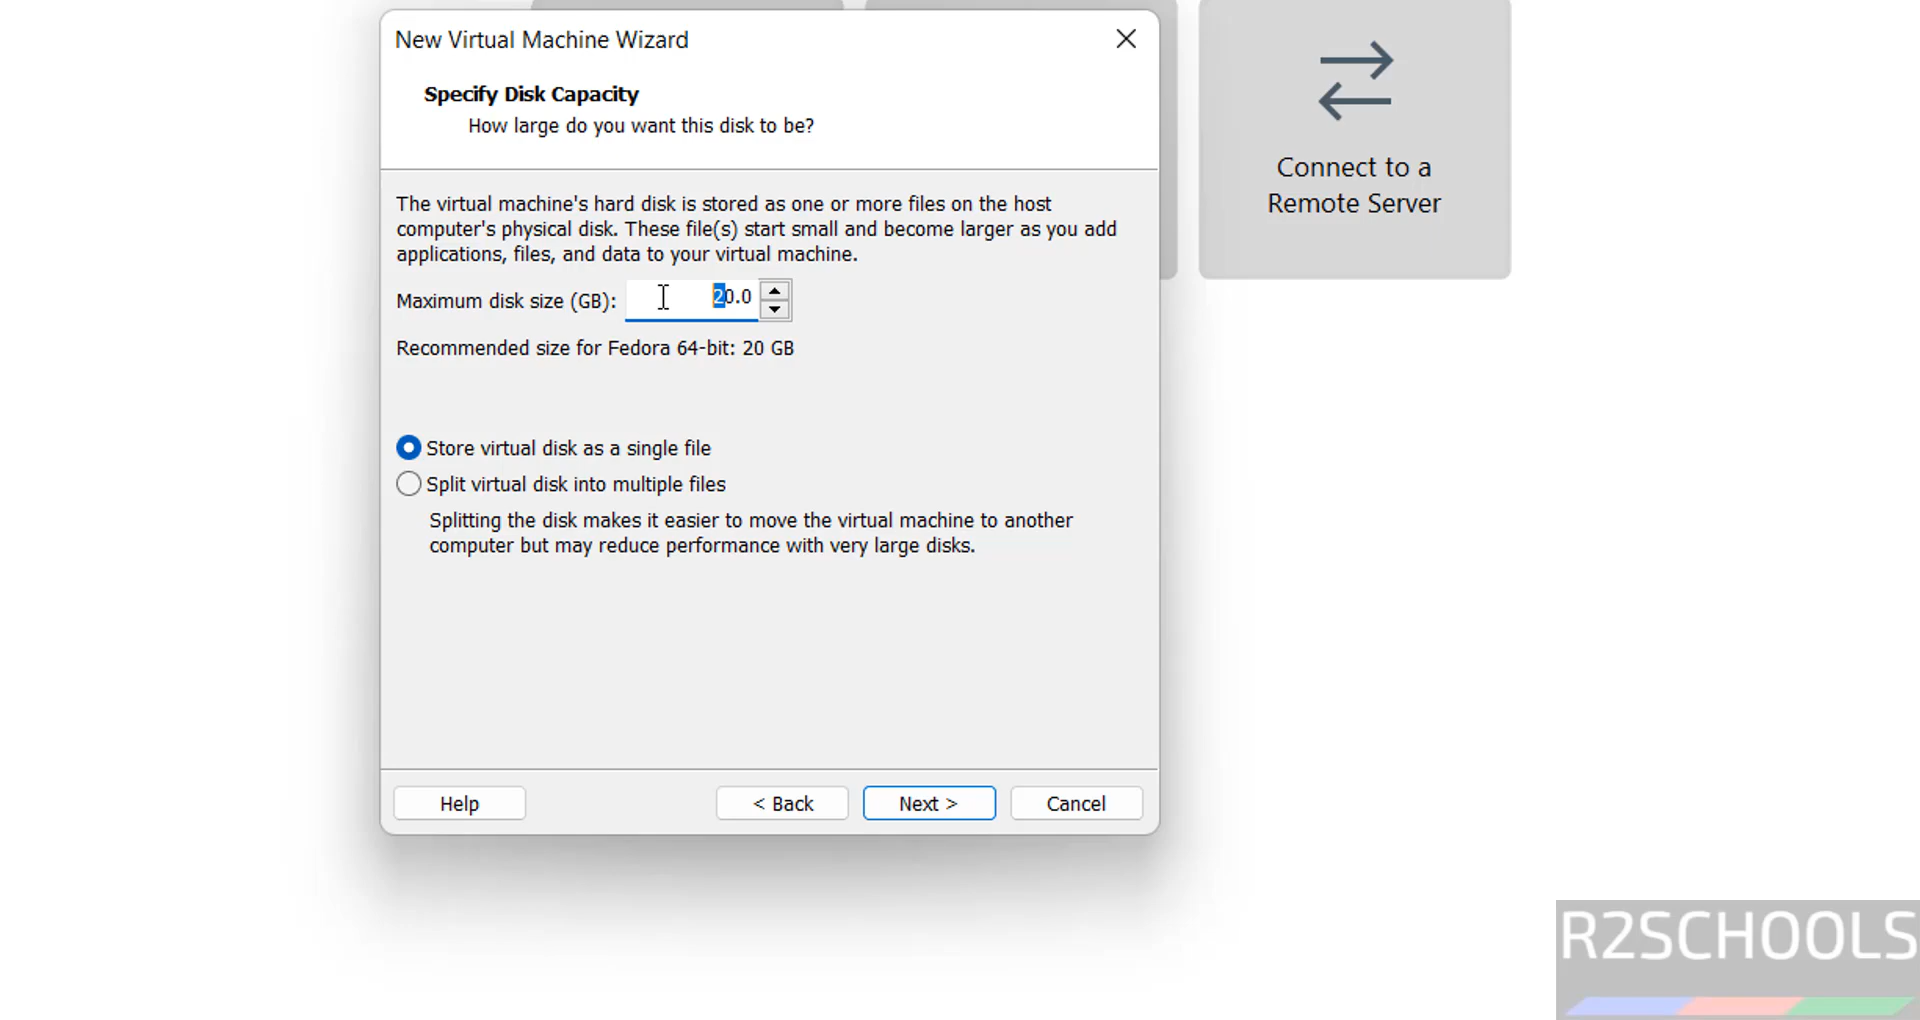 New Virtual Machine Wizard
Specify Disk Capacity
How large do you want this disk to be?
The virtual machine's hard disk is stored as one or more files on the host
computer's physical disk. These file(s) start small and become larger as you add
applications, files, and data to your virtual machine.
Maximum disk size (GB): 20.0
Recommended size for Fedora 64-bit: 20 GB
Store virtual disk as a single file
Split virtual disk into multiple files
Splitting the disk makes it easier to move the virtual machine to another
computer but may reduce performance with very large disks.
Help
< Back
Next >
Cancel
Connect to a
Remote Server
R2SCHOOLS